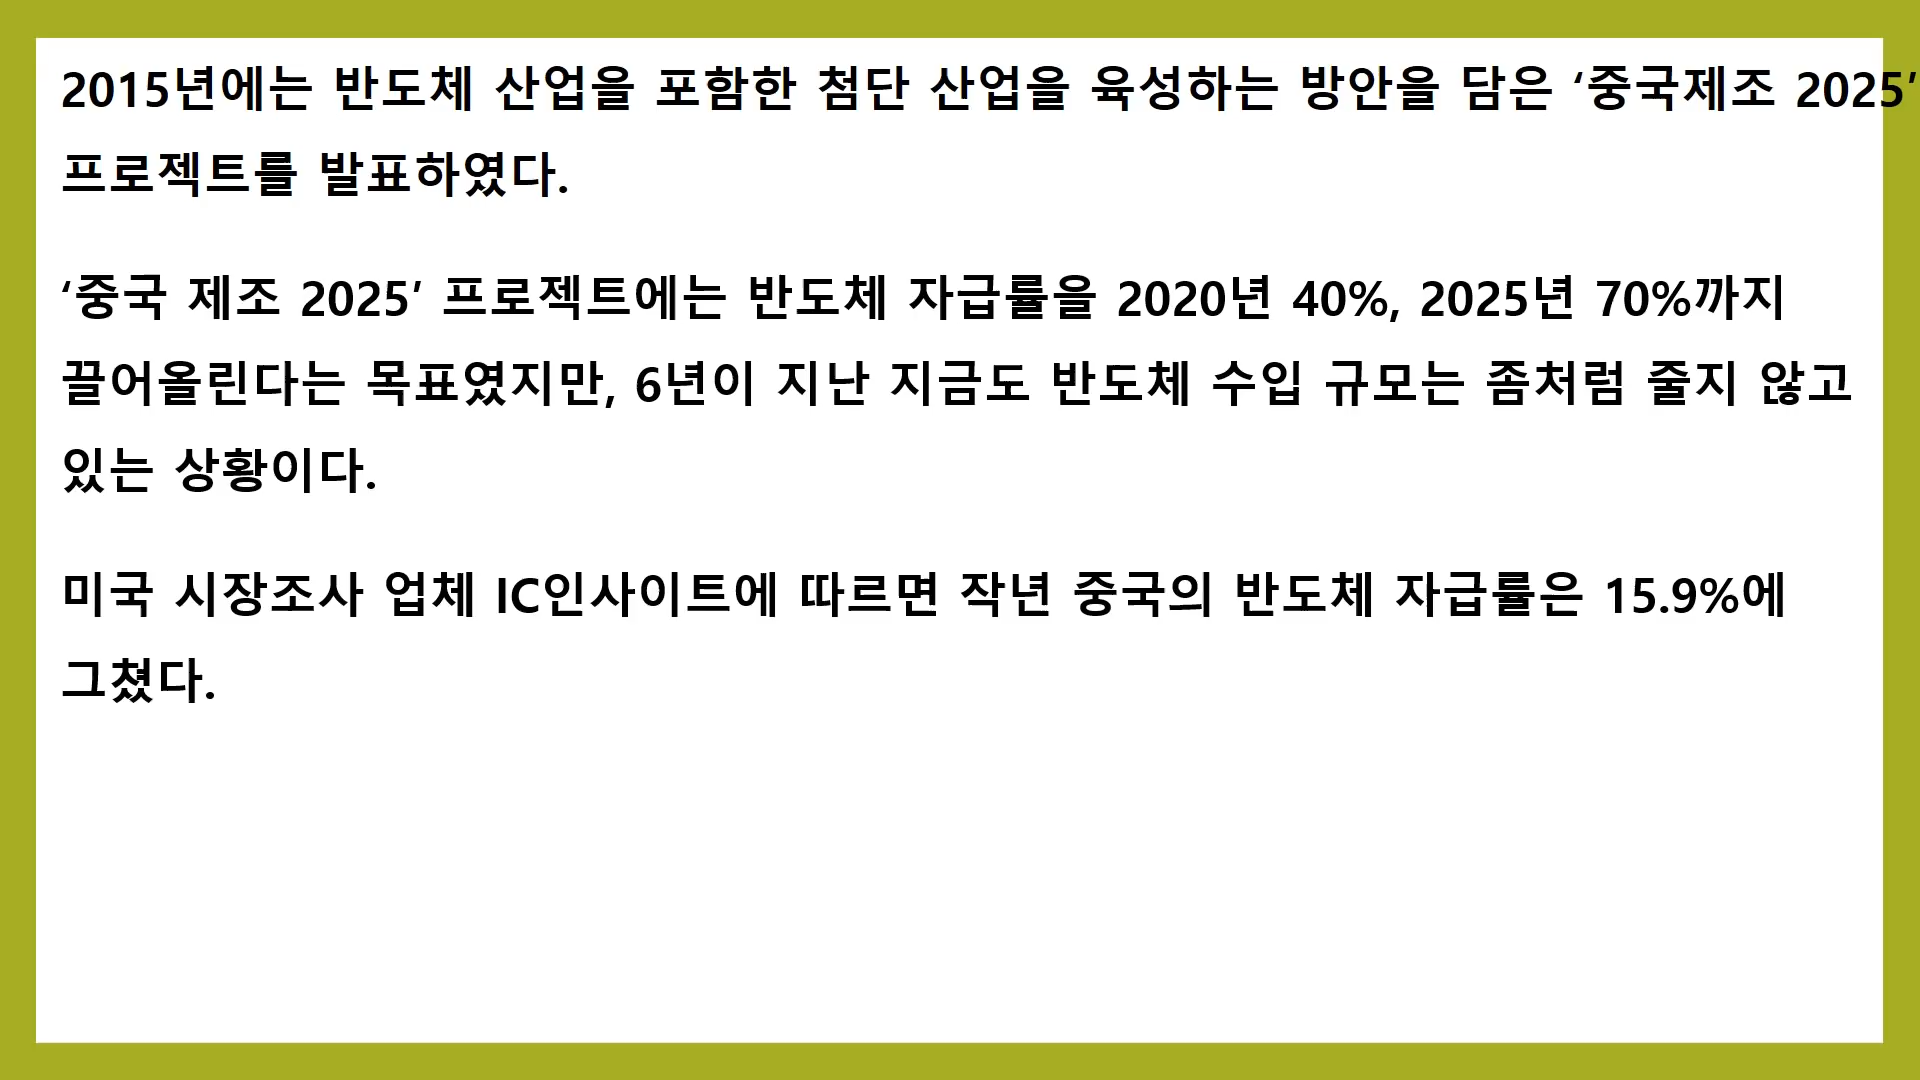 2015년에는 반도체 산업을 포함한 첨단 산업을 육성하는 방안을 담은 ‘중국제조 2025’
프로젝트를 발표하였다.
‘중국 제조 2025’ 프로젝트에는 반도체 자급률을 2020년 40%, 2025년 70%까지
끌어올린다는 목표였지만, 6년이 지난 지금도 반도체 수입 규모는 좀처럼 줄지 않고
있는 상황이다.
미국 시장조사 업체 IC인사이트에 따르면 작년 중국의 반도체 자급률은 15.9%에
그쳤다.